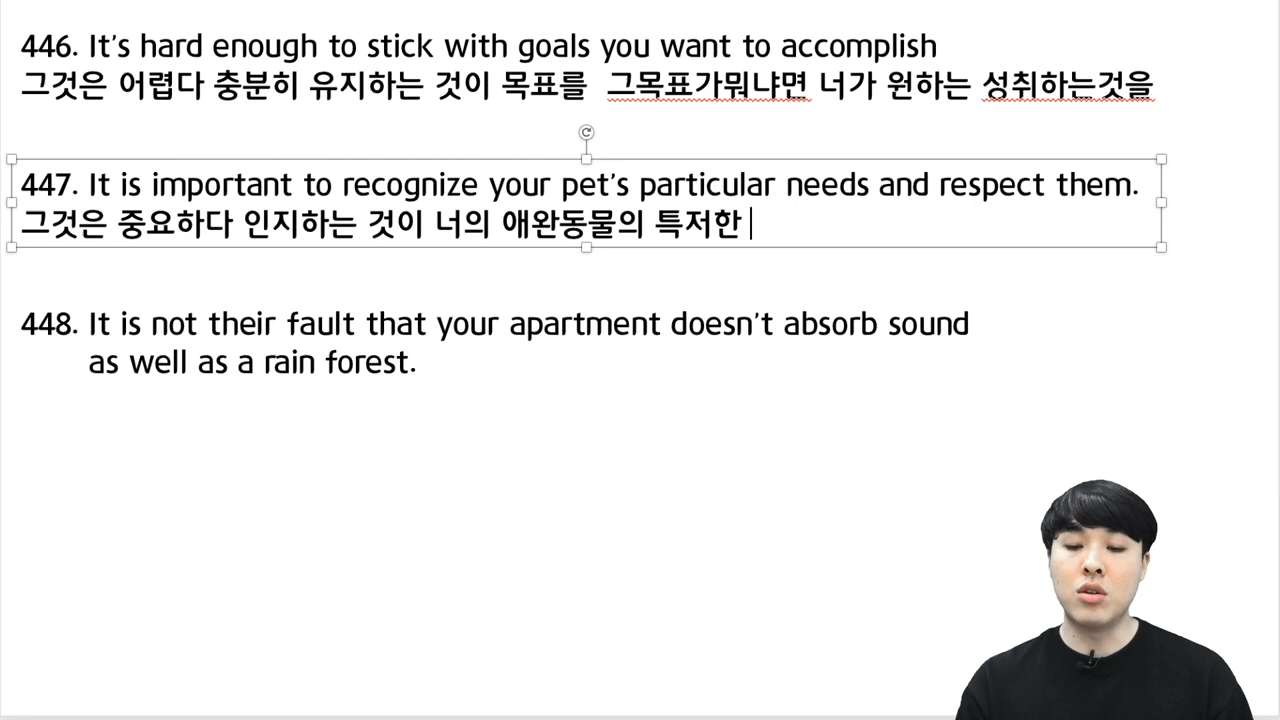 446. It's hard enough to stick with goals you want to accomplish
그것은 어렵다 충분히 유지하는 것이 목표를 그목표가뭐냐면 너가 원하는 성취하는것을
447. It is important to recognize your pet's particular needs and respect them.
그것은 중요하다 인지하는 것이 너의 애완동물의 특저한
448. It is not their fault that your apartment doesn't absorb sound
as well as a rain forest.